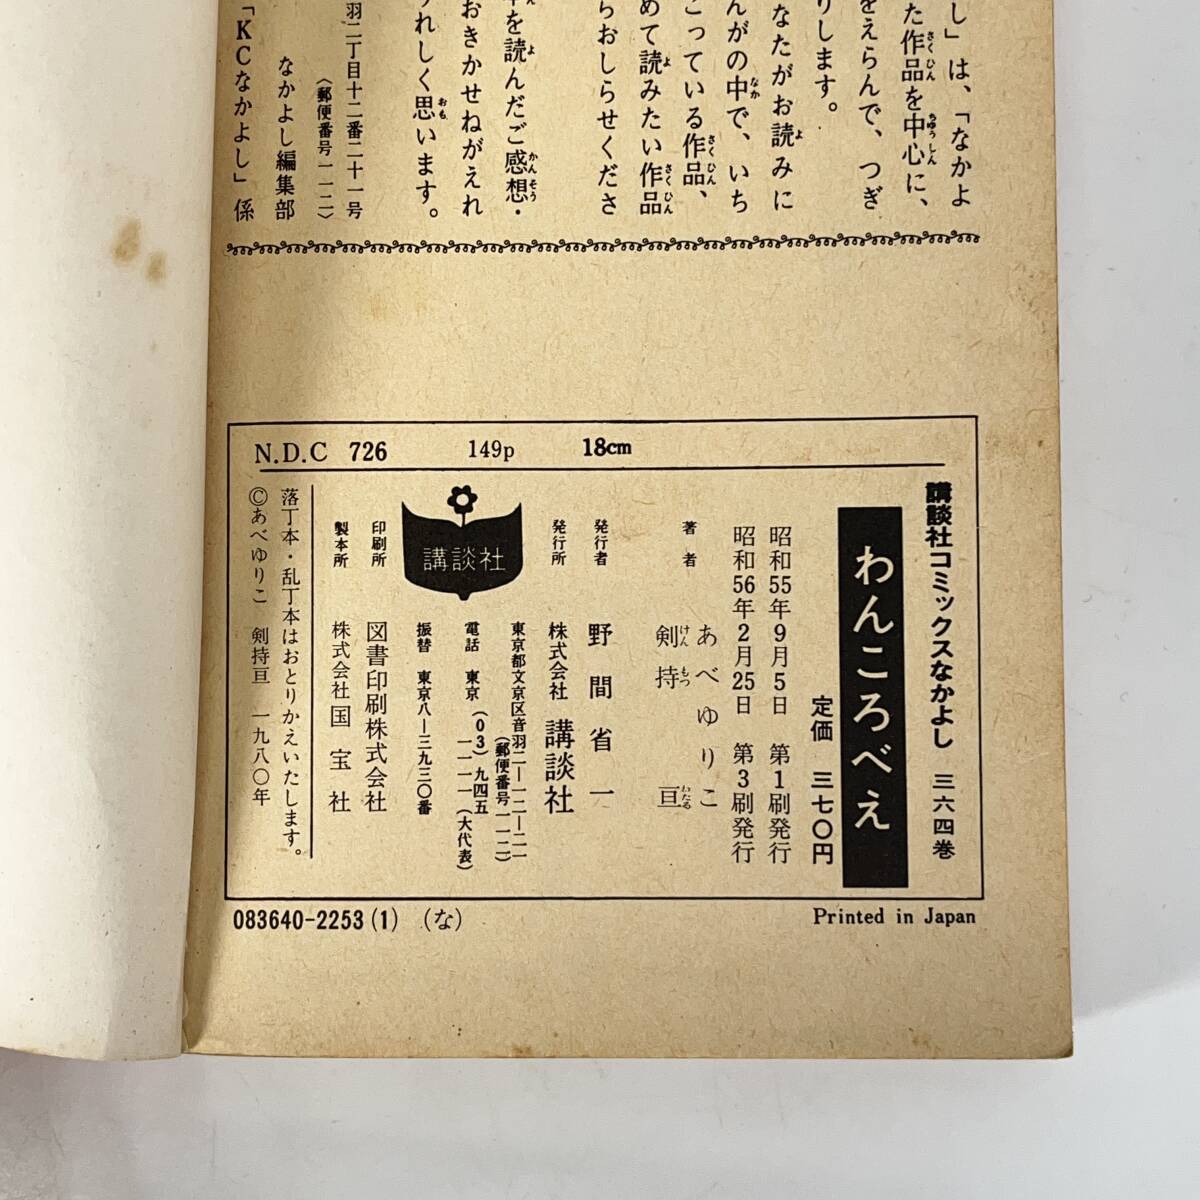 し」は、「なかよ
た作品を中心に、
をえらんで、つぎ
りします。
なたがお読みに
んがの中で、いち
こっている作品、
めて読みたい作品
らおしらせくださ
を読んだご感想・
おきかせねがえれ
うれしく思います。
羽二丁目十二番二十一号
(郵便番号一一二)
なかよし編集部
「KCなかよし」係
N.D.C 726 149p 18cm
講談社コミックスなかよし 三六四巻
わんころべえ
定価 三七〇円
昭和55年9月5日 第1刷発行
昭和56年2月25日 第3刷発行
著者 あべゆりこ
剣持亘
けんもつ わたる
発行者 野間省一
発行所 株式会社 講談社
東京都文京区音羽二―一二―二一
(郵便番号一一二)
電話 東京(03)九四五―一一一一(大代表)
振替 東京八―三九三〇番
講談社
印刷所 図書印刷株式会社
製本所 株式会社国宝社
落丁本・乱丁本はおとりかえいたします。
©あべゆりこ 剣持亘 一九八〇年
083640-2253(1) (な)
Printed in Japan